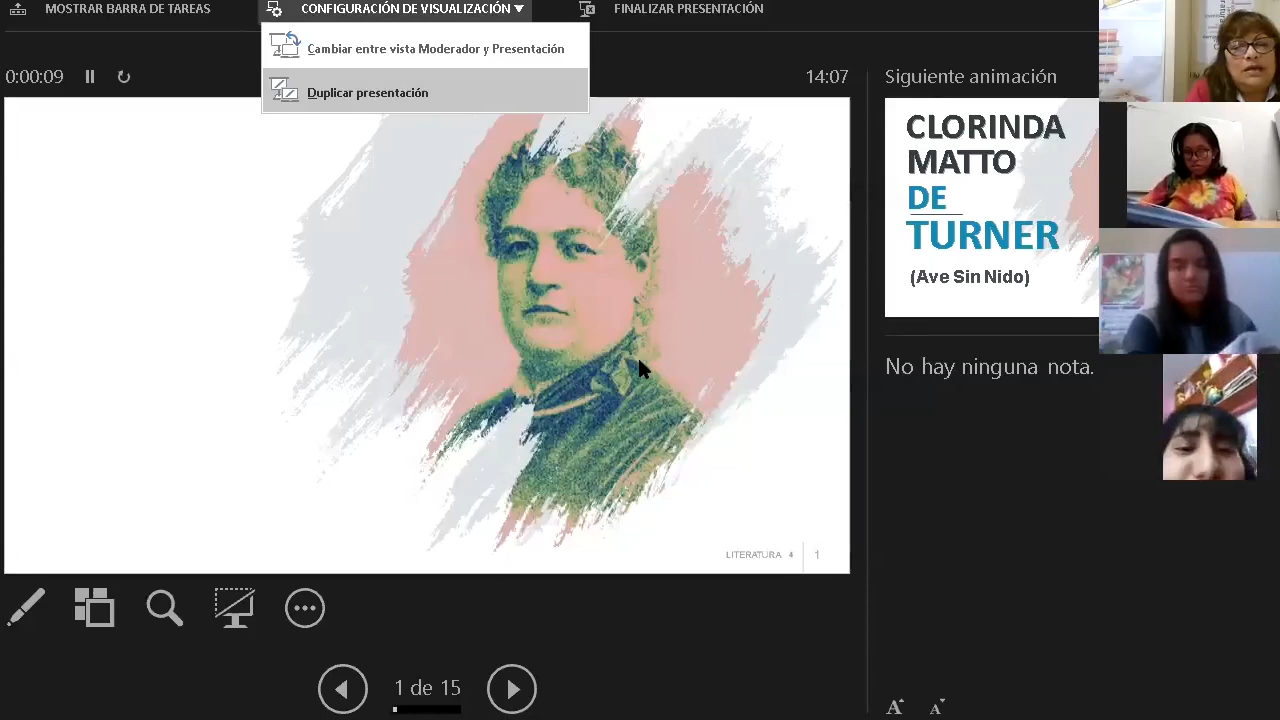 MOSTRAR BARRA DE TAREAS
CONFIGURACIÓN DE VISUALIZACIÓN ▼
FINALIZAR PRESENTACIÓN
Cambiar entre vista Moderador y Presentación
Duplicar presentación
0:00:09
14:07
Siguiente animación
CLORINDA
MATTO
DE
TURNER
(Ave Sin Nido)
No hay ninguna nota.
LITERATURA 4
1
1 de 15
A
A